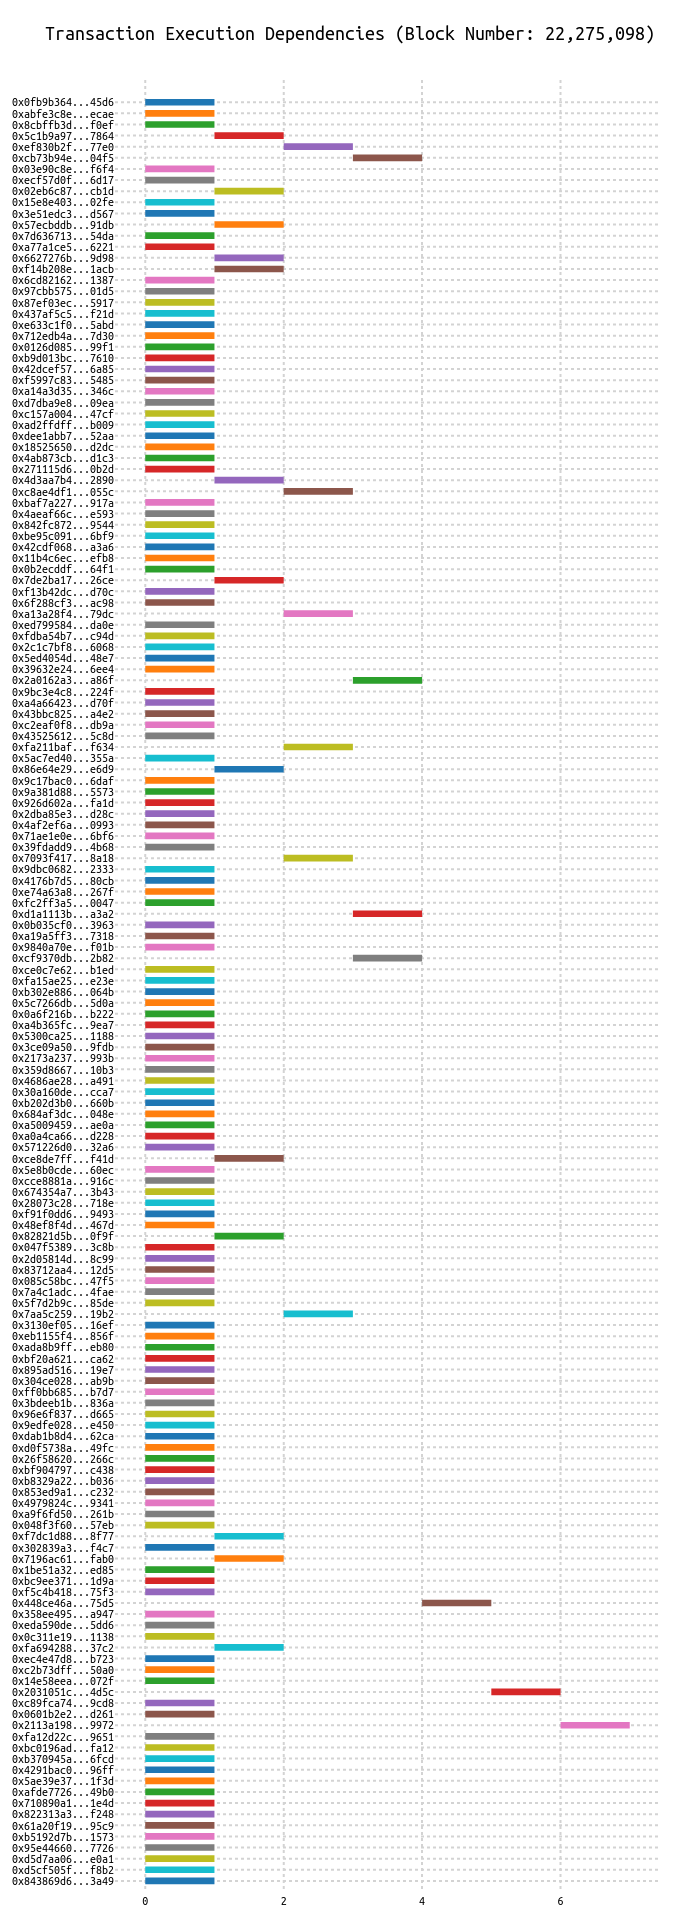 Transaction Execution Dependencies (Block Number: 22,275,098)
0x0fb9b364...45d6
0xabfe3c8e...ecae
0x8cbffb3d...f0ef
0x5c1b9a97...7864
0xef830b2f...77e0
0xcb73b94e...04f5
0x03e90c8e...f6f4
0xecf57d0f...6d17
0x02eb6c87...cb1d
0x15e8e403...02fe
0x3e51edc3...d567
0x57ecbddb...91db
0x7d636713...54da
0xa77a1ce5...6221
0x6627276b...9d98
0xf14b208e...1acb
0x6cd82162...1387
0x97cbb575...01d5
0x87ef03ec...5917
0x437af5c5...f21d
0xe633c1f0...5abd
0x712edb4a...7d30
0x0126d085...99f1
0xb9d013bc...7610
0x42dcef57...6a85
0xf5997c83...5485
0xa14a3d35...346c
0xd7dba9e8...09ea
0xc157a004...47cf
0xad2ffdff...b009
0xdee1abb7...52aa
0x18525650...d2dc
0x4ab873cb...d1c3
0x271115d6...0b2d
0x4d3aa7b4...2890
0xc8ae4df1...055c
0xbaf7a227...917a
0x4aeaf66c...e593
0x842fc872...9544
0xbe95c091...6bf9
0x42cdf068...a3a6
0x11b4c6ec...efb8
0x0b2ecddf...64f1
0x7de2ba17...26ce
0xf13b42dc...d70c
0x6f288cf3...ac98
0xa13a28f4...79dc
0xed799584...da0e
0xfdba54b7...c94d
0x2c1c7bf8...6068
0x5ed4054d...48e7
0x39632e24...6ee4
0x2a0162a3...a86f
0x9bc3e4c8...224f
0xa4a66423...d70f
0x43bbc825...a4e2
0xc2eaf0f8...db9a
0x43525612...5c8d
0xfa211baf...f634
0x5ac7ed40...355a
0x86e64e29...e6d9
0x9c17bac0...6daf
0x9a381d88...5573
0x926d602a...fa1d
0x2dba85e3...d28c
0x4af2ef6a...0993
0x71ae1e0e...6bf6
0x39fdadd9...4b68
0x7093f417...8a18
0x9dbc0682...2333
0x4176b7d5...80cb
0xe74a63a8...267f
0xfc2ff3a5...0047
0xd1a1113b...a3a2
0x0b035cf0...3963
0xa19a5ff3...7318
0x9840a70e...f01b
0xcf9370db...2b82
0xce0c7e62...b1ed
0xfa15ae25...e23e
0xb302e886...064b
0x5c7266db...5d0a
0x0a6f216b...b222
0xa4b365fc...9ea7
0x5300ca25...1188
0x3ce09a50...9fdb
0x2173a237...993b
0x359d8667...10b3
0x4686ae28...a491
0x30a160de...cca7
0xb202d3b0...660b
0x684af3dc...048e
0xa5009459...ae0a
0xa0a4ca66...d228
0x571226d0...32a6
0xce8de7ff...f41d
0x5e8b0cde...60ec
0xcce8881a...916c
0x674354a7...3b43
0x28073c28...718e
0xf91f0dd6...9493
0x48ef8f4d...467d
0x82821d5b...0f9f
0x047f5389...3c8b
0x2d05814d...8c99
0x83712aa4...12d5
0x085c58bc...47f5
0x7a4c1adc...4fae
0x5f7d2b9c...85de
0x7aa5c259...19b2
0x3130ef05...16ef
0xeb1155f4...856f
0xada8b9ff...eb80
0xbf20a621...ca62
0x895ad516...19e7
0x304ce028...ab9b
0xff0bb685...b7d7
0x3bdeeb1b...836a
0x96e6f837...d665
0x9edfe028...e450
0xdab1b8d4...62ca
0xd0f5738a...49fc
0x26f58620...266c
0xbf904797...c438
0xb8329a22...b036
0x853ed9a1...c232
0x4979824c...9341
0xa9f6fd50...261b
0x048f3f60...57eb
0xf7dc1d88...8f77
0x302839a3...f4c7
0x7196ac61...fab0
0x1be51a32...ed85
0xbc9ee371...1d9a
0xf5c4b418...75f3
0x448ce46a...75d5
0x358ee495...a947
0xeda590de...5dd6
0x0c311e19...1138
0xfa694288...37c2
0xec4e47d8...b723
0xc2b73dff...50a0
0x14e58eea...072f
0x2031051c...4d5c
0xc89fca74...9cd8
0x0601b2e2...d261
0x2113a198...9972
0xfa12d22c...9651
0xbc0196ad...fa12
0xb370945a...6fcd
0x4291bac0...96ff
0x5ae39e37...1f3d
0xafde7726...49b0
0x710890a1...1e4d
0x822313a3...f248
0x61a20f19...95c9
0xb5192d7b...1573
0x95e44660...7726
0xd5d7aa06...e0a1
0xd5cf505f...f8b2
0x843869d6...3a49
0 2 4 6